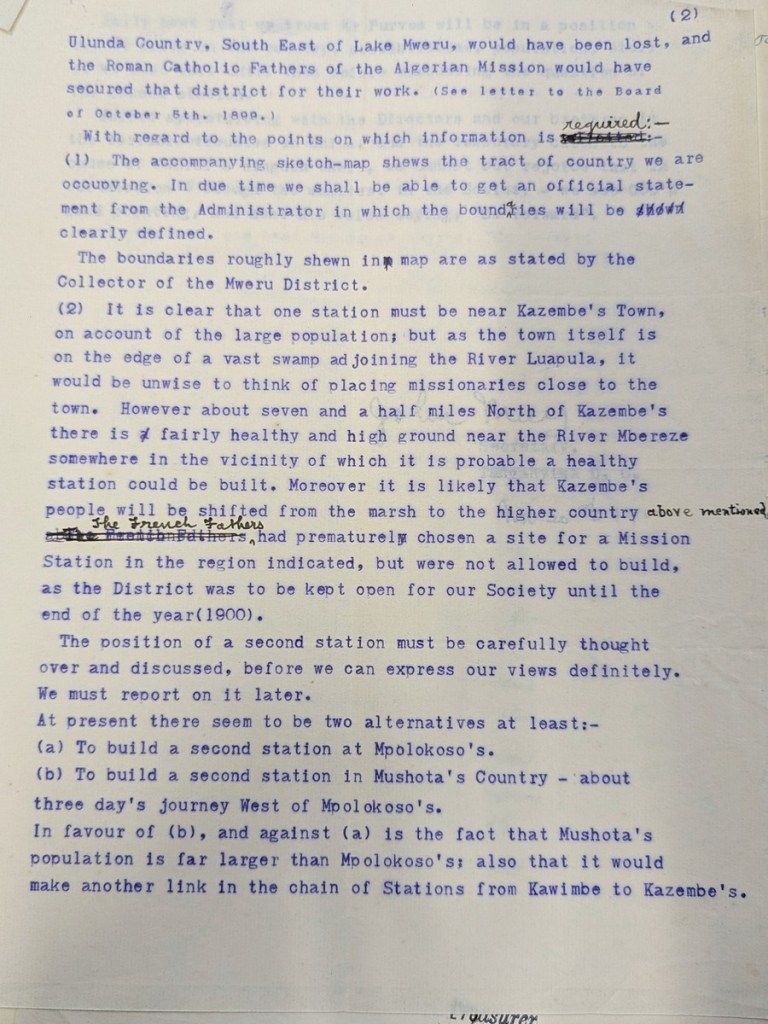 (2)
Ulunda Country, South East of Lake Mweru, would have been lost, and
the Roman Catholic Fathers of the Algerian Mission would have
secured that district for their work. (See letter to the Board
of October 5th. 1899.)
With regard to the points on which information is required:-
(1) The accompanying sketch-map shews the tract of country we are
occupying. In due time we shall be able to get an official state-
ment from the Administrator in which the boundaries will be
clearly defined.
The boundaries roughly shewn in map are as stated by the
Collector of the Mweru District.
(2) It is clear that one station must be near Kazembe's Town,
on account of the large population; but as the town itself is
on the edge of a vast swamp adjoining the River Luapula, it
would be unwise to think of placing missionaries close to the
town. However about seven and a half miles North of Kazembe's
there is fairly healthy and high ground near the River Mbereze
somewhere in the vicinity of which it is probable a healthy
station could be built. Moreover it is likely that Kazembe's
people will be shifted from the marsh to the higher country above mentioned
The French Fathers had prematurely chosen a site for a Mission
Station in the region indicated, but were not allowed to build,
as the District was to be kept open for our Society until the
end of the year(1900).
The position of a second station must be carefully thought
over and discussed, before we can express our views definitely.
We must report on it later.
At present there seem to be two alternatives at least:-
(a) To build a second station at Mpolokoso's.
(b) To build a second station in Mushota's Country - about
three day's journey West of Mpolokoso's.
In favour of (b), and against (a) is the fact that Mushota's
population is far larger than Mpolokoso's; also that it would
make another link in the chain of Stations from Kawimbe to Kazembe's.